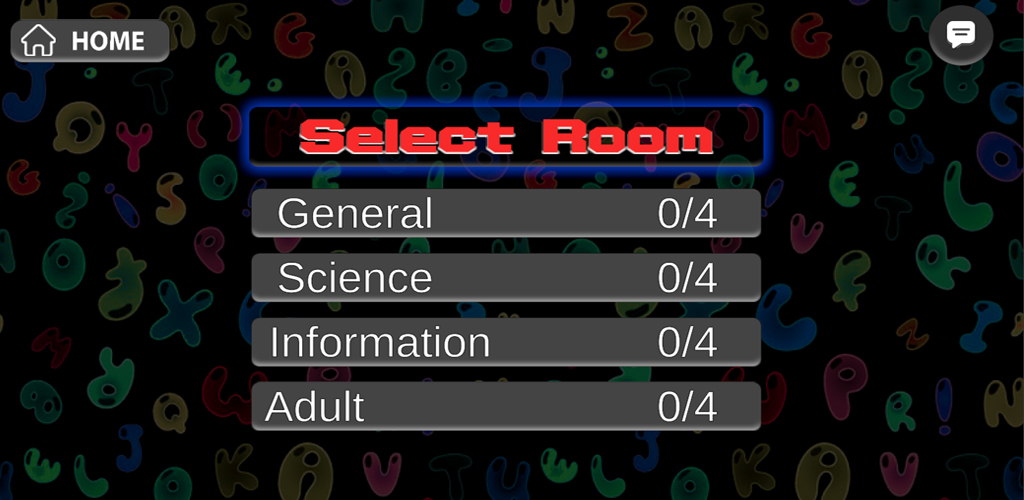 HOME
Select Room
General 0/4
Science 0/4
Information 0/4
Adult 0/4